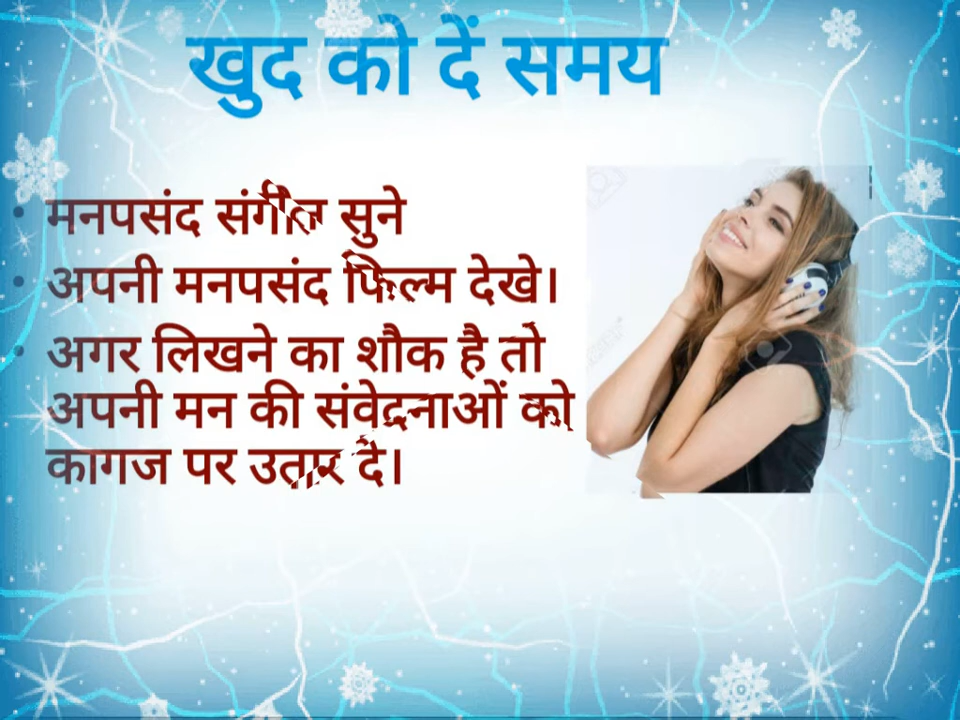 खुद को दें समय
• मनपसंद संगीत सुने
• अपनी मनपसंद फिल्म देखे।
• अगर लिखने का शौक है तो
अपनी मन की संवेदनाओं को
कागज पर उतार दे।